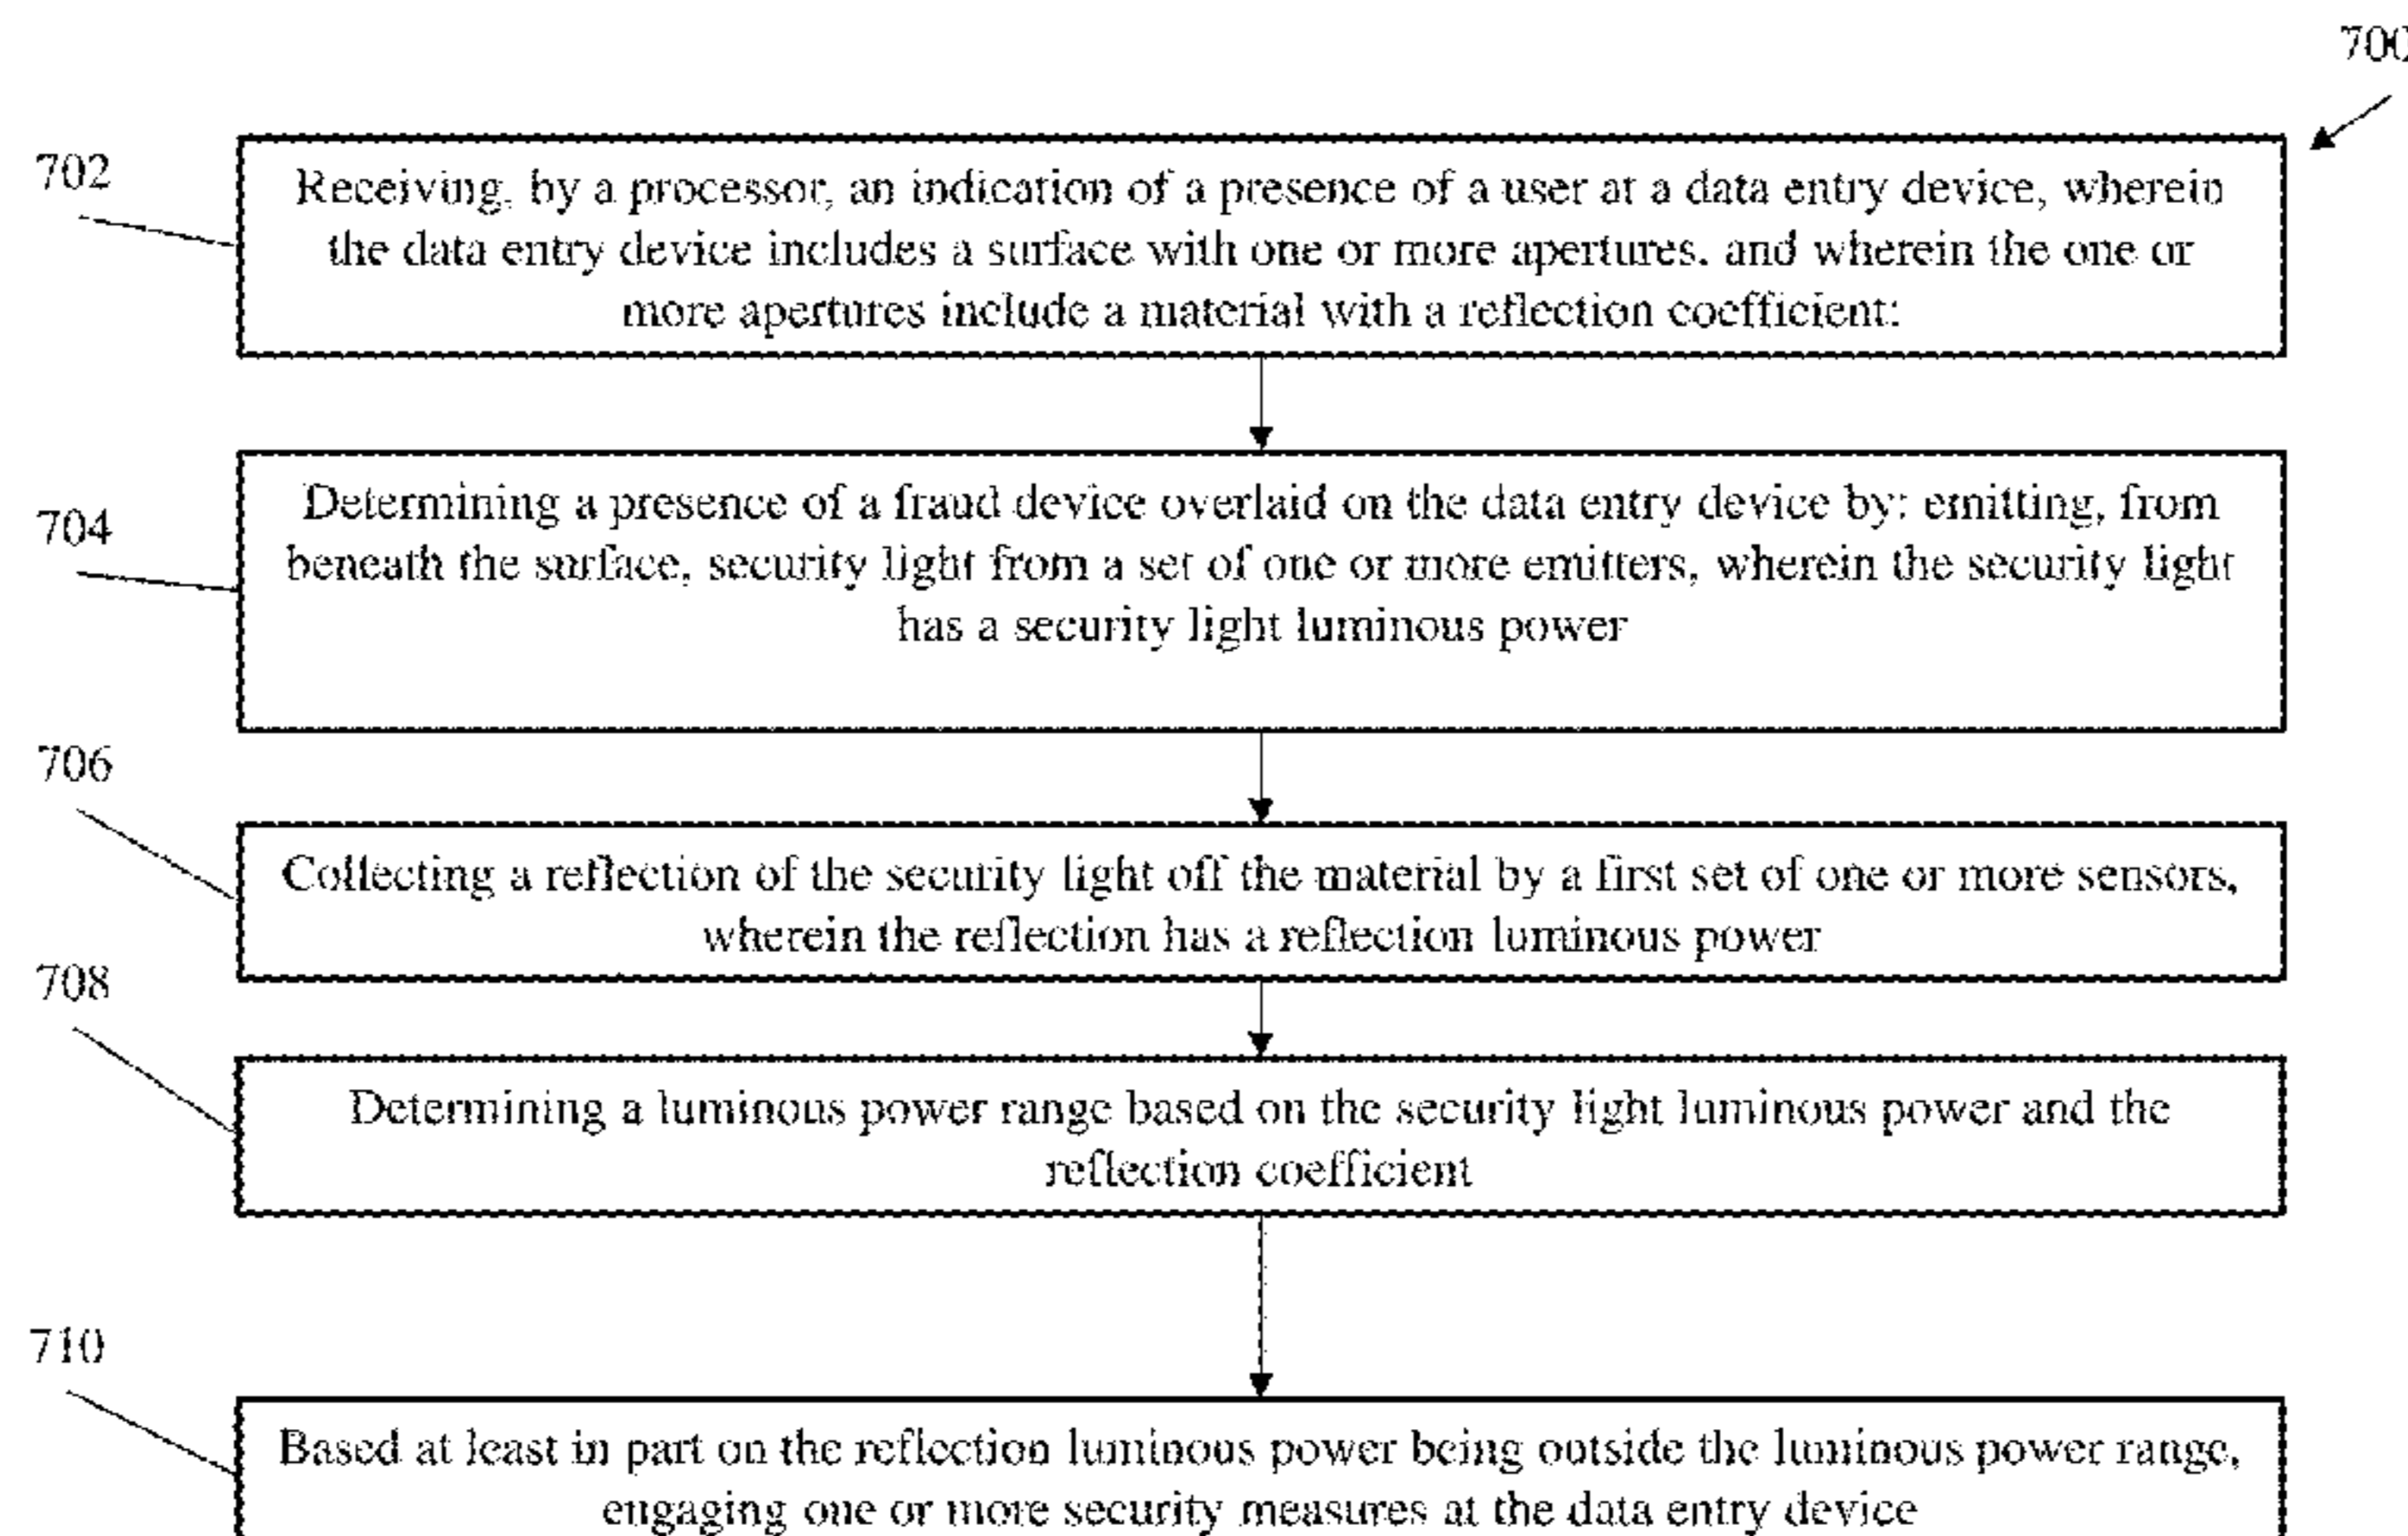 700
702
Receiving, by a processor, an indication of a presence of a user at a data entry device, wherein
the data entry device includes a surface with one or more apertures, and wherein the one or
more apertures include a material with a reflection coefficient:
704
Determining a presence of a fraud device overlaid on the data entry device by: emitting, from
beneath the surface, security light from a set of one or more emitters, wherein the security light
has a security light luminous power
706
Collecting a reflection of the security light off the material by a first set of one or more sensors,
wherein the reflection has a reflection luminous power
708
Determining a luminous power range based on the security light luminous power and the
reflection coefficient
710
Based at least in part on the reflection luminous power being outside the luminous power range,
engaging one or more security measures at the data entry device